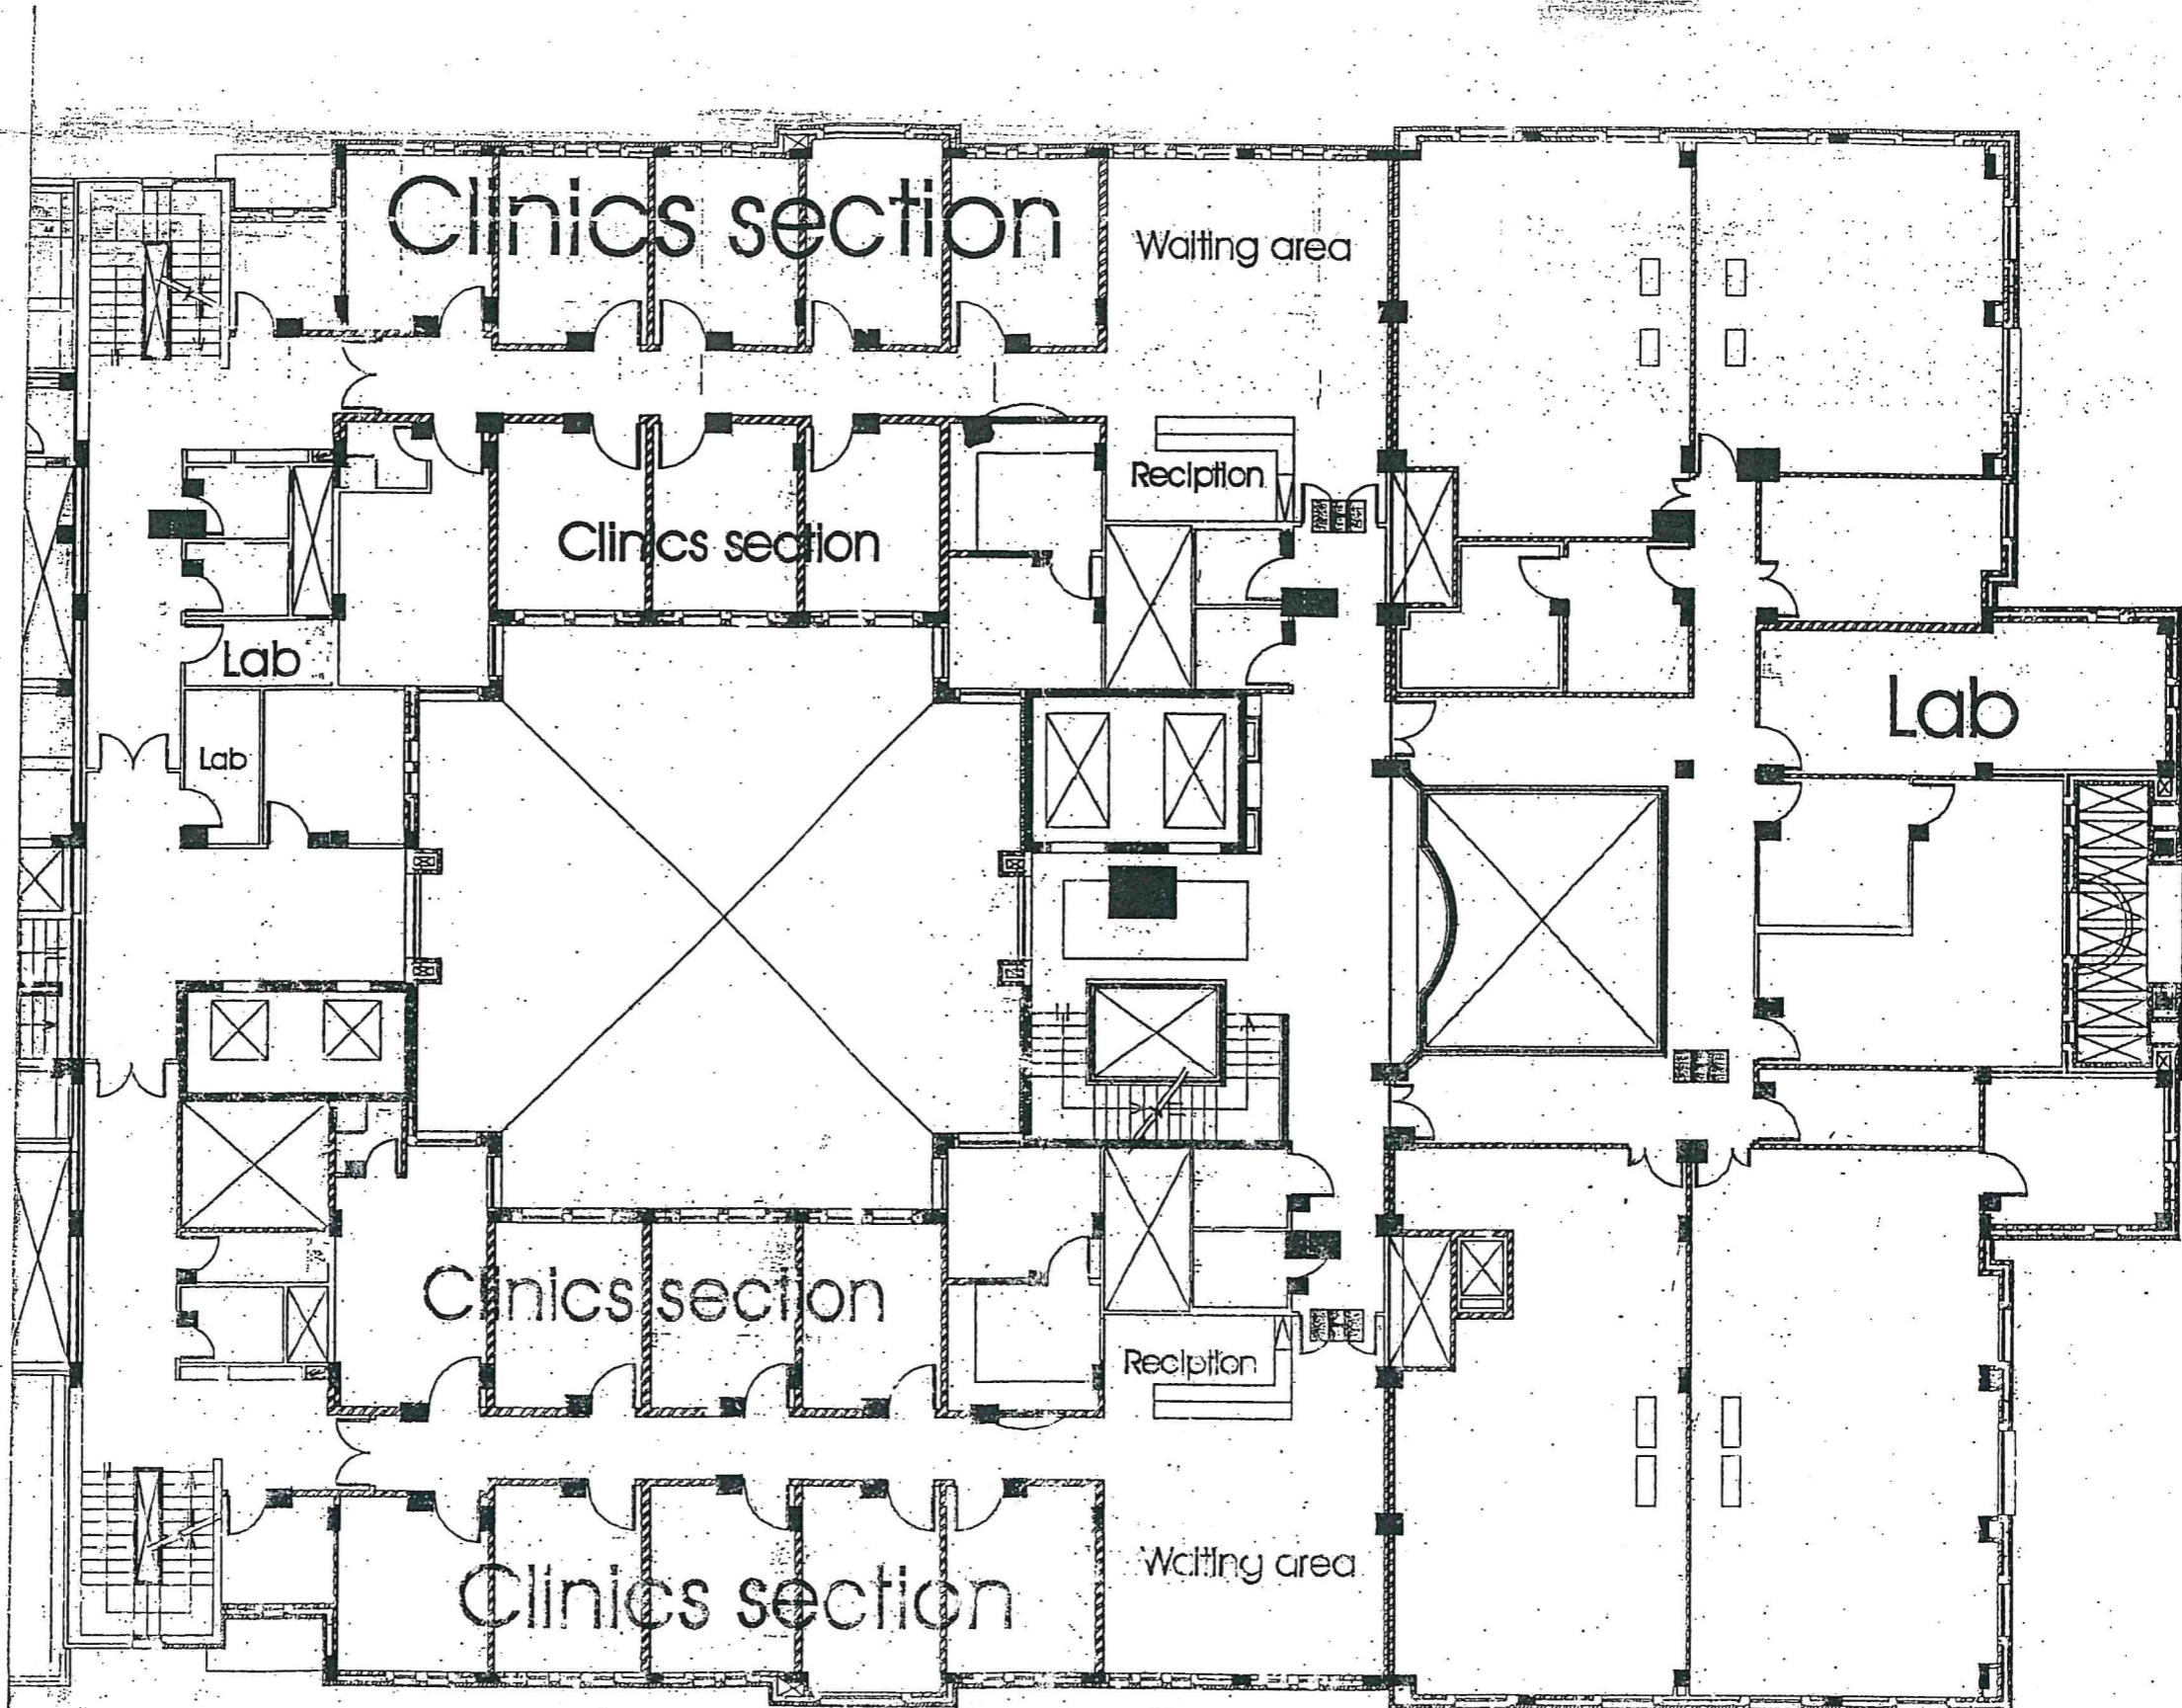 Clinics section
Waiting area
Reciption
Clinics section
Lab
Lab
Lab
Clinics section
Reciption
Clinics section
Waiting area